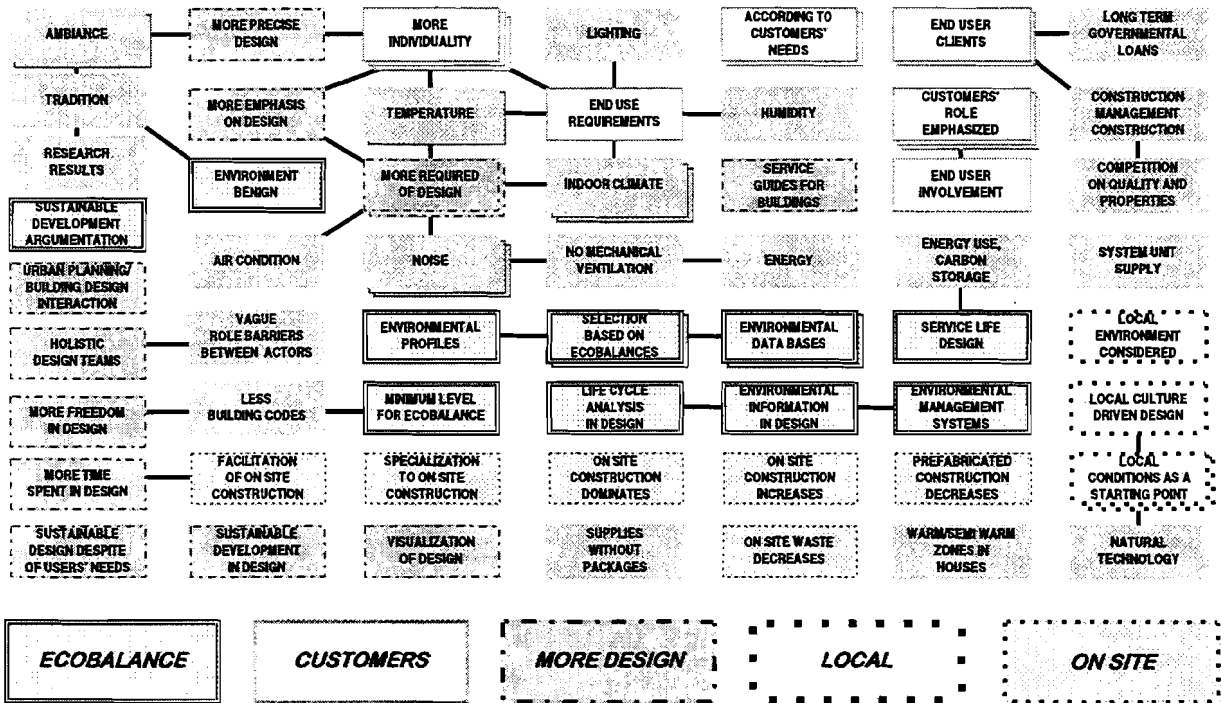 AMBIANCE
MORE PRECISE
DESIGN
MORE
INDIVIDUALITY
LIGHTING
ACCORDING TO
CUSTOMERS'
NEEDS
END USER
CLIENTS
LONG TERM
GOVERNMENTAL
LOANS
TRADITION
MORE EMPHASIS
ON DESIGN
TEMPERATURE
END USE
REQUIREMENTS
HUMIDITY
CUSTOMERS'
ROLE
EMPHASIZED
CONSTRUCTION
MANAGEMENT
CONSTRUCTION
RESEARCH
RESULTS
ENVIRONMENT
BENIGN
MORE REQUIRED
OF DESIGN
INDOOR CLIMATE
SERVICE
GUIDES FOR
BUILDINGS
END USER
INVOLVEMENT
COMPETITION
ON QUALITY AND
PROPERTIES
SUSTAINABLE
DEVELOPMENT
ARGUMENTATION
AIR CONDITION
NOISE
NO MECHANICAL
VENTILATION
ENERGY
ENERGY USE,
CARBON
STORAGE
SYSTEM UNIT
SUPPLY
URBAN PLANNING/
BUILDING DESIGN
INTERACTION
HOLISTIC
DESIGN TEAMS
VAGUE
ROLE BARRIERS
BETWEEN ACTORS
ENVIRONMENTAL
PROFILES
SELECTION
BASED ON
ECOBALANCES
ENVIRONMENTAL
DATA BASES
SERVICE LIFE
DESIGN
LOCAL
ENVIRONMENT
CONSIDERED
MORE FREEDOM
IN DESIGN
LESS
BUILDING CODES
MINIMUM LEVEL
FOR ECOBALANCE
LIFE CYCLE
ANALYSIS
IN DESIGN
ENVIRONMENTAL
INFORMATION
IN DESIGN
ENVIRONMENTAL
MANAGEMENT
SYSTEMS
LOCAL CULTURE
DRIVEN DESIGN
MORE TIME
SPENT IN DESIGN
FACILITATION
OF ON SITE
CONSTRUCTION
SPECIALIZATION
TO ON SITE
CONSTRUCTION
ON SITE
CONSTRUCTION
DOMINATES
ON SITE
CONSTRUCTION
INCREASES
PREFABRICATED
CONSTRUCTION
DECREASES
LOCAL
CONDITIONS AS A
STARTING POINT
SUSTAINABLE
DESIGN DESPITE
OF USERS' NEEDS
SUSTAINABLE
DEVELOPMENT
IN DESIGN
VISUALIZATION
OF DESIGN
SUPPLIES
WITHOUT
PACKAGES
ON SITE WASTE
DECREASES
WARM/SEMI WARM
ZONES IN
HOUSES
NATURAL
TECHNOLOGY
ECOBALANCE
CUSTOMERS
MORE DESIGN
LOCAL
ON SITE